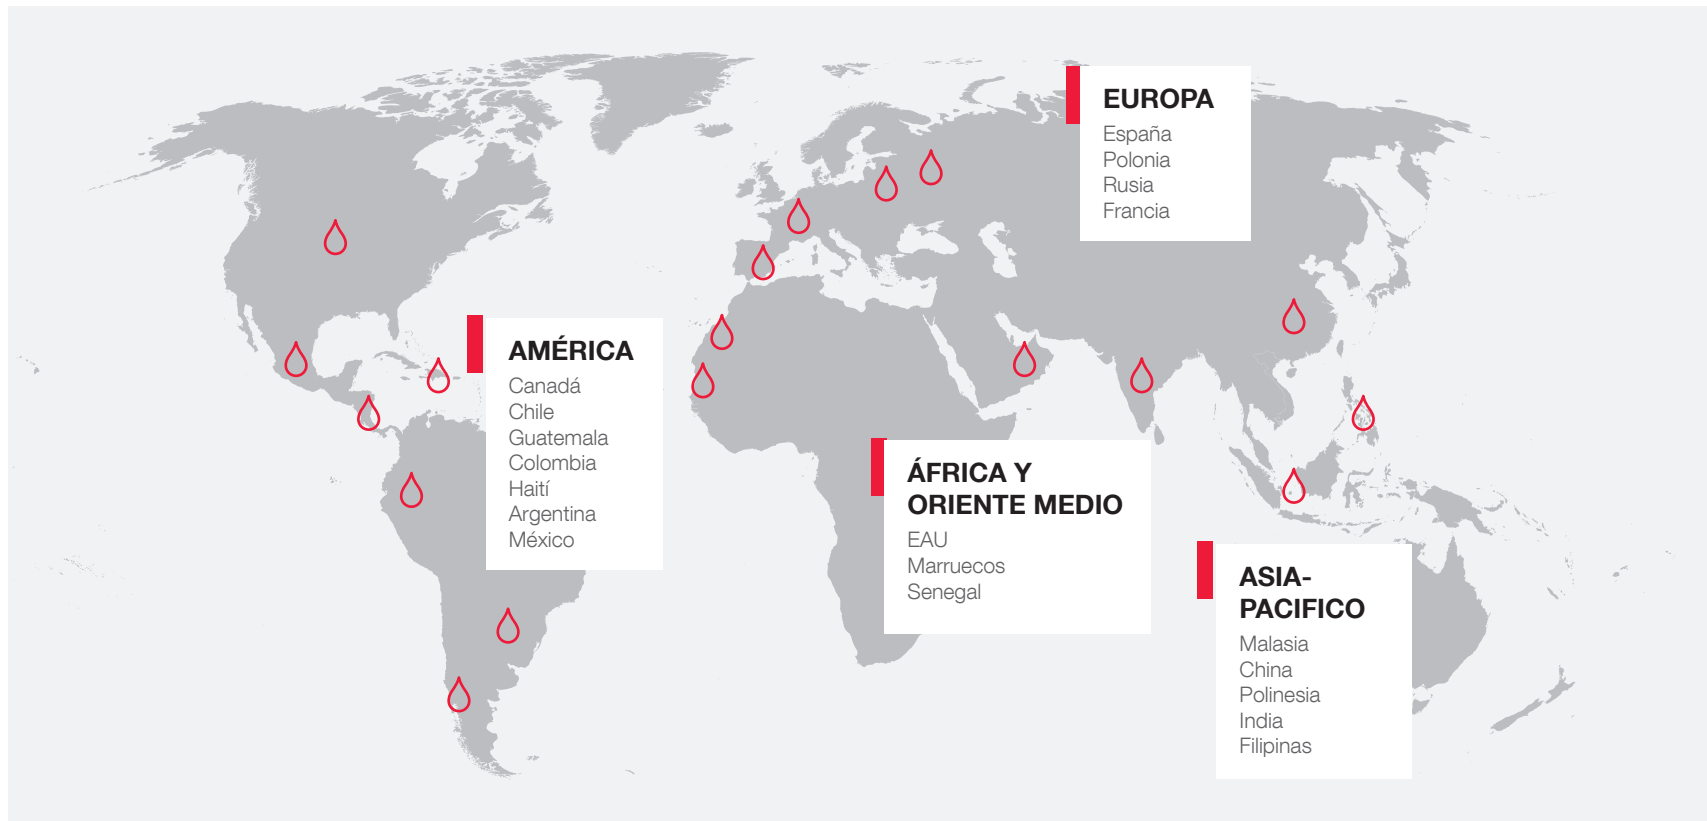 EUROPA
España
Polonia
Rusia
Francia
AMÉRICA
Canadá
Chile
Guatemala
Colombia
Haití
Argentina
México
ÁFRICA Y
ORIENTE MEDIO
EAU
Marruecos
Senegal
ASIA-
PACIFICO
Malasia
China
Polinesia
India
Filipinas